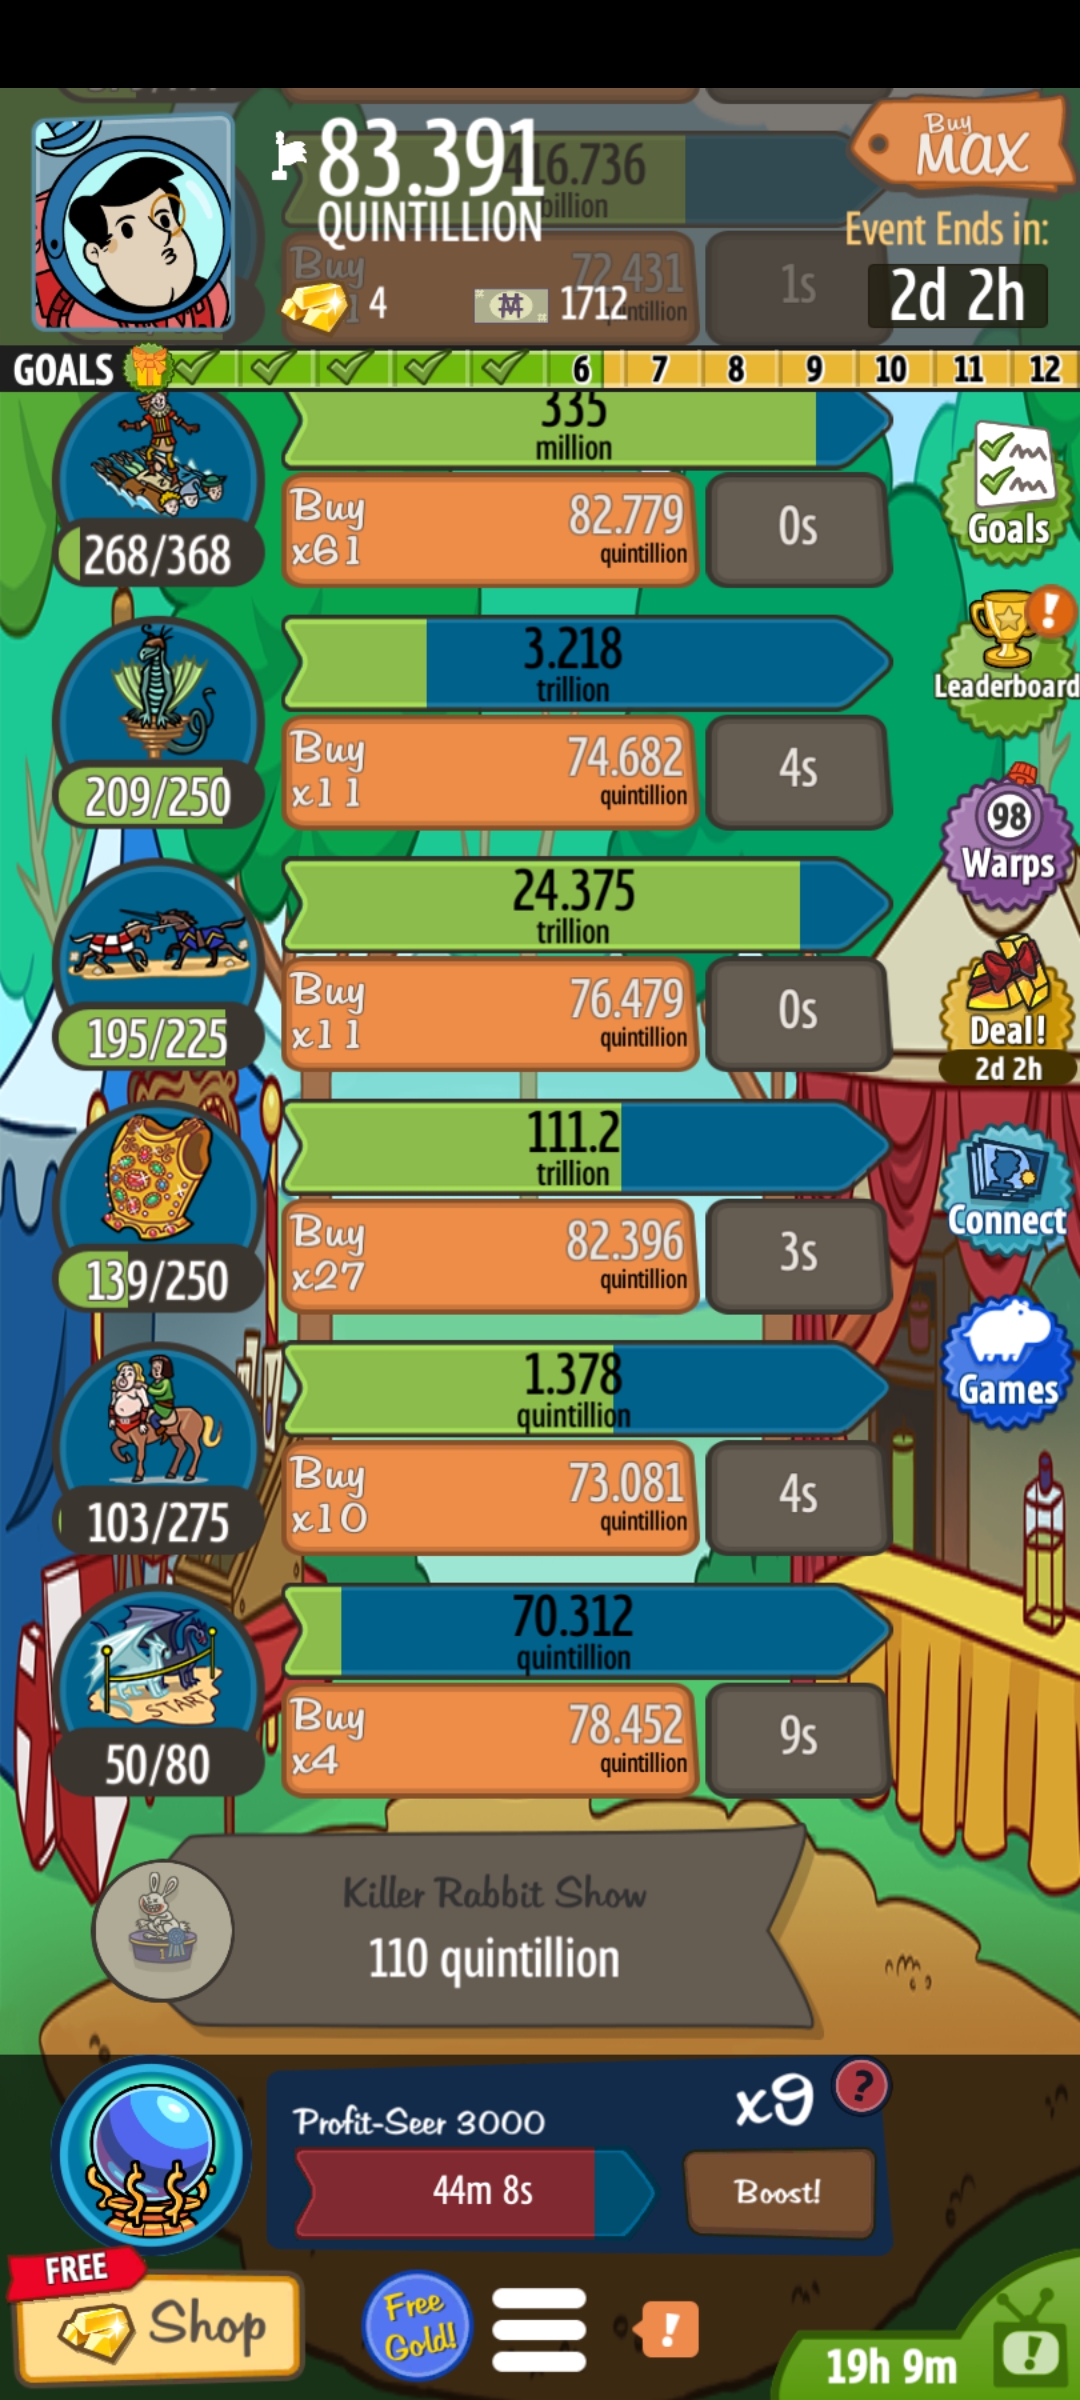 Buy
MAX
83.391
QUINTILLION
416.736
billion
Event Ends in:
2d 2h
Buy
72.431
1s
4
1712
GOALS
6 7 8 9 10 11 12
335
million
Buy
x61
82.779
quintillion
0s
268/368
Goals
3.218
trillion
Leaderboard
Buy
x11
74.682
quintillion
4s
209/250
98
Warps
24.375
trillion
Buy
x11
76.479
quintillion
0s
195/225
Deal!
2d 2h
111.2
trillion
Buy
x27
82.396
quintillion
3s
139/250
Connect
1.378
quintillion
Games
Buy
x10
73.081
quintillion
4s
103/275
70.312
quintillion
START
Buy
x4
78.452
quintillion
9s
50/80
Killer Rabbit Show
110 quintillion
1
Profit-Seer 3000
x9
?
44m 8s
Boost!
FREE
Shop
Free
Gold!
!
19h 9m
!